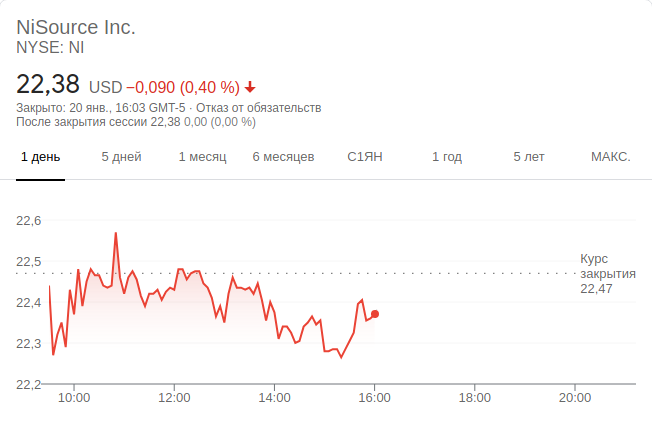 NiSource Inc.
NYSE: NI
22,38 USD −0,090 (0,40 %)
Закрыто: 20 янв., 16:03 GMT-5 · Отказ от обязательств
После закрытия сессии 22,38 0,00 (0,00 %)
1 день 5 дней 1 месяц 6 месяцев С1ЯН 1 год 5 лет МАКС.
22,6
22,5
22,4
22,3
22,2
Курс
закрытия
22,47
10:00 12:00 14:00 16:00 18:00 20:00